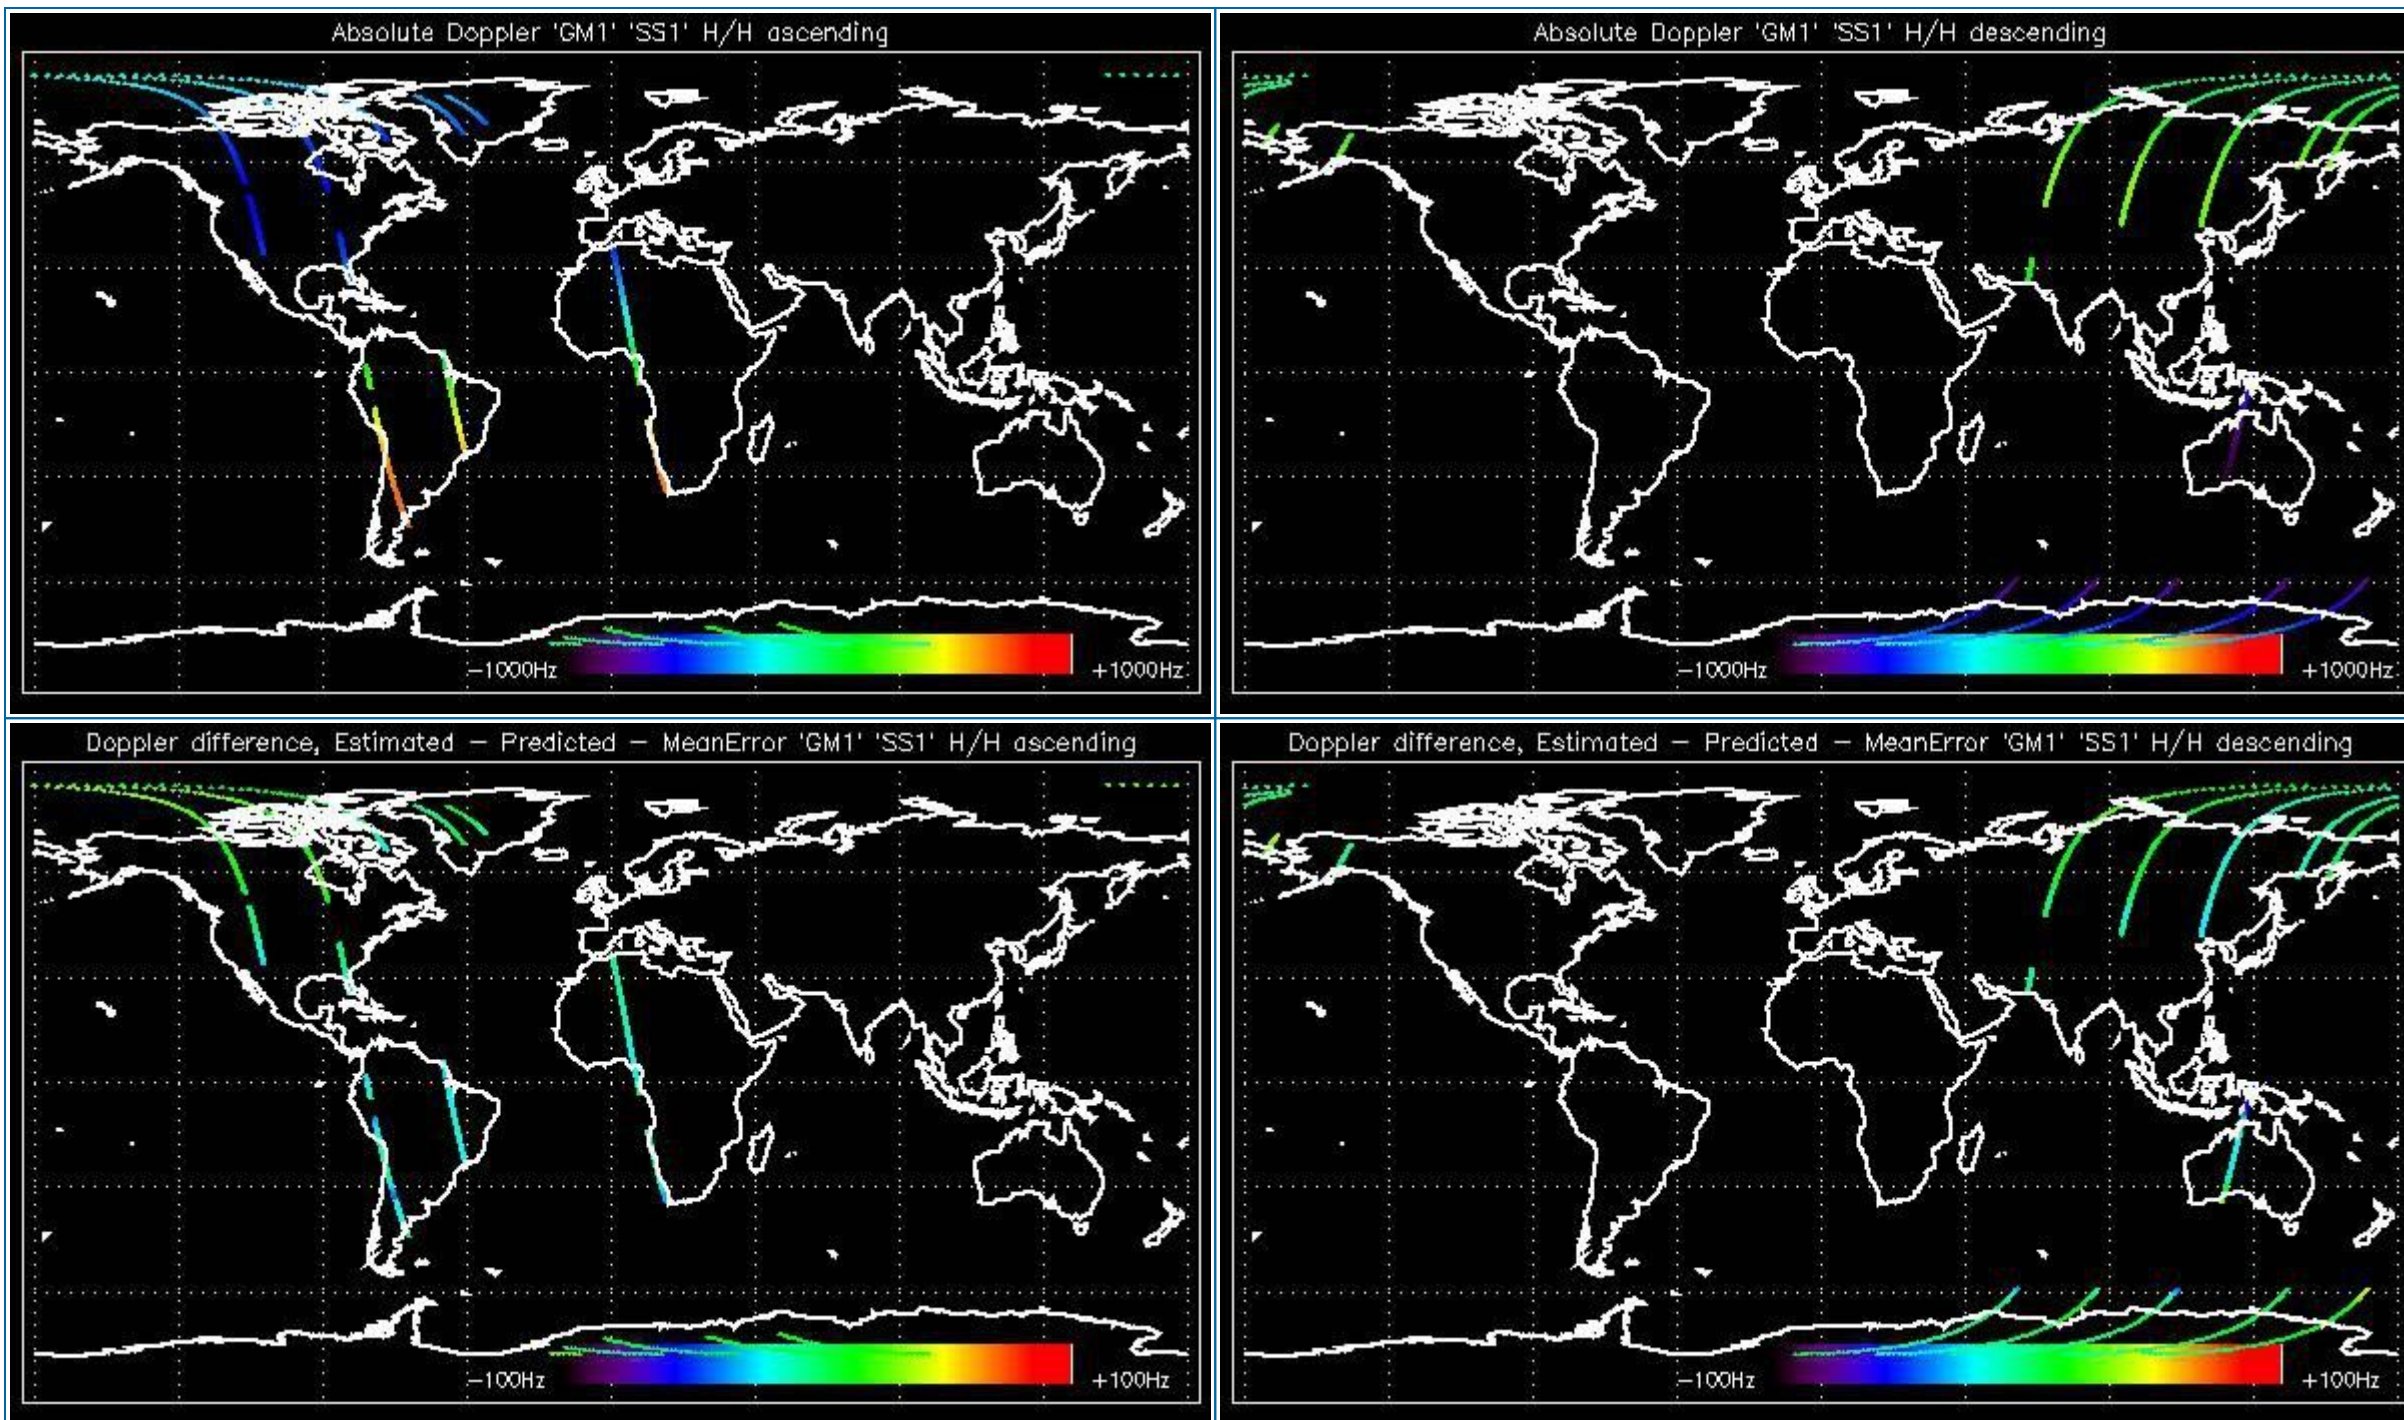 Absolute Doppler 'GM1' 'SS1' H/H ascending
-1000Hz
+1000Hz
Absolute Doppler 'GM1' 'SS1' H/H descending
-1000Hz
+1000Hz
Doppler difference, Estimated - Predicted - MeanError 'GM1' 'SS1' H/H ascending
-100Hz
+100Hz
Doppler difference, Estimated - Predicted - MeanError 'GM1' 'SS1' H/H descending
-100Hz
+100Hz